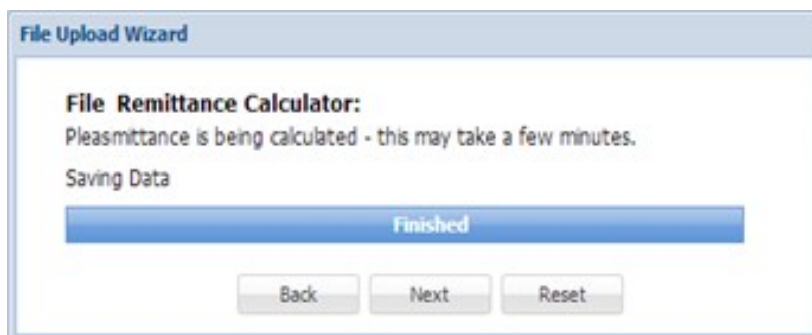 File Upload Wizard
File Remittance Calculator:
Pleasmittance is being calculated - this may take a few minutes.
Saving Data
Finished
Back Next Reset